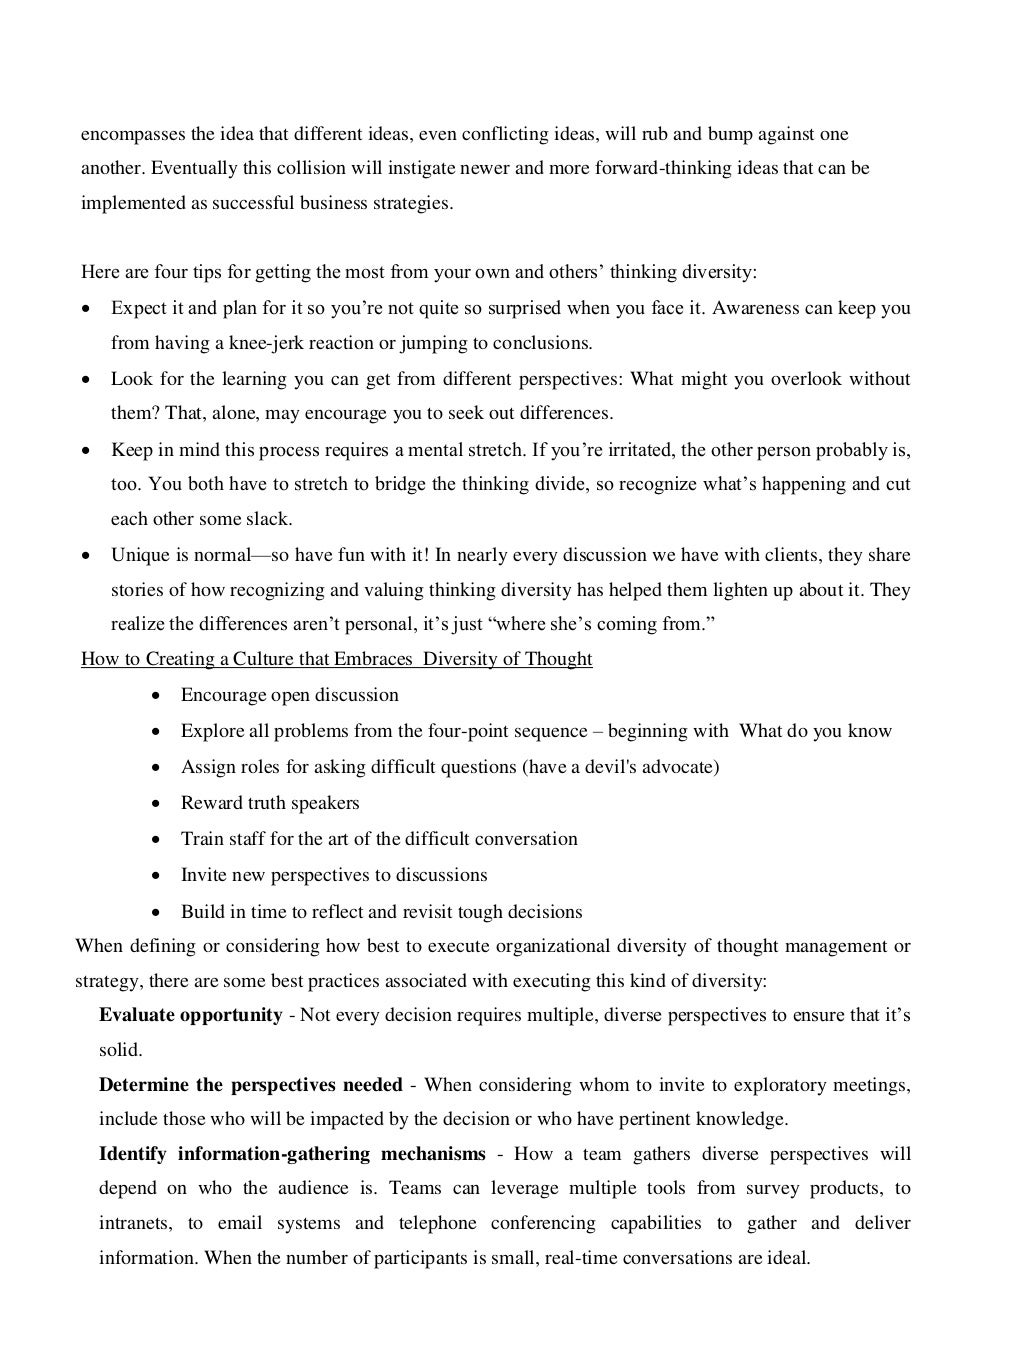 encompasses the idea that different ideas, even conflicting ideas, will rub and bump against one
another. Eventually this collision will instigate newer and more forward-thinking ideas that can be
implemented as successful business strategies.
Here are four tips for getting the most from your own and others’ thinking diversity:
• Expect it and plan for it so you’re not quite so surprised when you face it. Awareness can keep you
from having a knee-jerk reaction or jumping to conclusions.
• Look for the learning you can get from different perspectives: What might you overlook without
them? That, alone, may encourage you to seek out differences.
• Keep in mind this process requires a mental stretch. If you’re irritated, the other person probably is,
too. You both have to stretch to bridge the thinking divide, so recognize what’s happening and cut
each other some slack.
• Unique is normal—so have fun with it! In nearly every discussion we have with clients, they share
stories of how recognizing and valuing thinking diversity has helped them lighten up about it. They
realize the differences aren’t personal, it’s just “where she’s coming from.”
How to Creating a Culture that Embraces  Diversity of Thought
• Encourage open discussion
• Explore all problems from the four-point sequence – beginning with  What do you know
• Assign roles for asking difficult questions (have a devil's advocate)
• Reward truth speakers
• Train staff for the art of the difficult conversation
• Invite new perspectives to discussions
• Build in time to reflect and revisit tough decisions
When defining or considering how best to execute organizational diversity of thought management or
strategy, there are some best practices associated with executing this kind of diversity:
Evaluate opportunity - Not every decision requires multiple, diverse perspectives to ensure that it’s
solid.
Determine the perspectives needed - When considering whom to invite to exploratory meetings,
include those who will be impacted by the decision or who have pertinent knowledge.
Identify information-gathering mechanisms - How a team gathers diverse perspectives will
depend on who the audience is. Teams can leverage multiple tools from survey products, to
intranets, to email systems and telephone conferencing capabilities to gather and deliver
information. When the number of participants is small, real-time conversations are ideal.